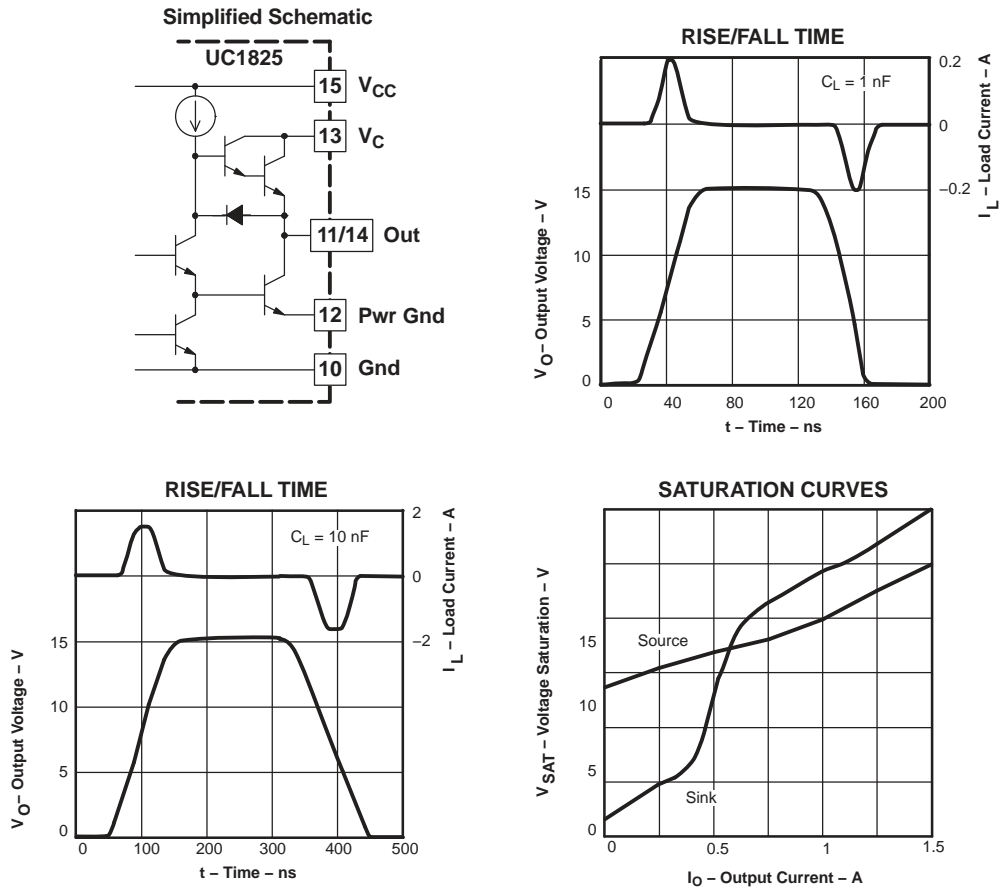 Simplified Schematic
UC1825
15 VCC
13 VC
11/14 Out
12 Pwr Gnd
10 Gnd
RISE/FALL TIME
CL = 1 nF
0.2
0
–0.2
IL – Load Current – A
15
10
5
0
VO – Output Voltage – V
0 40 80 120 160 200
t – Time – ns
RISE/FALL TIME
CL = 10 nF
2
0
–2
IL – Load Current – A
15
10
5
0
VO – Output Voltage – V
0 100 200 300 400 500
t – Time – ns
SATURATION CURVES
Source
Sink
15
10
5
0
VSAT – Voltage Saturation – V
0 0.5 1 1.5
IO – Output Current – A